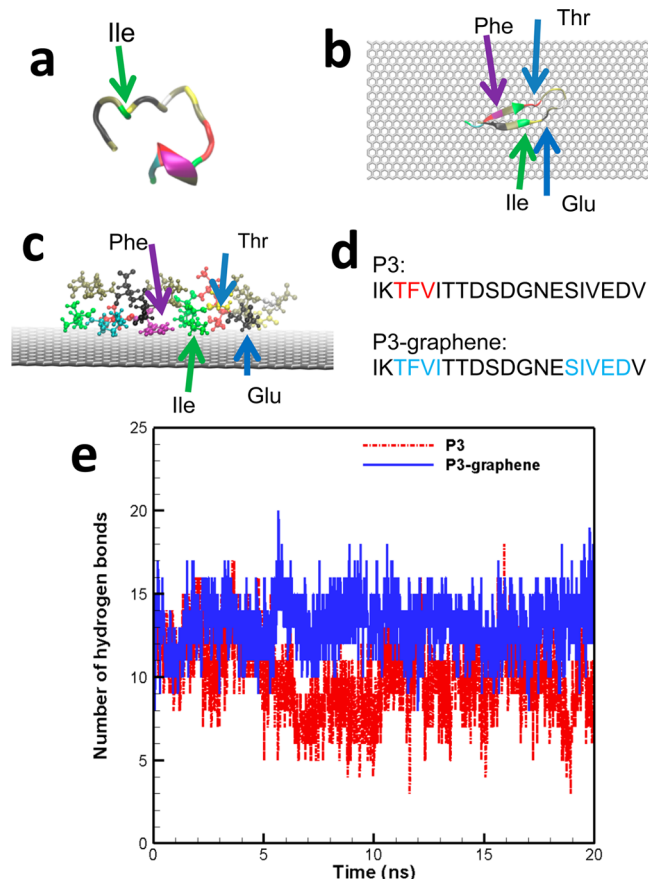 a
Ile
b
Phe
Thr
Ile
Glu
c
Phe
Thr
Ile
Glu
d
P3:
IKTFVITTDSDGNESIVEDV
P3-graphene:
IKTFVITTDSDGNESIVEDV
e
P3
P3-graphene
Number of hydrogen bonds
25
20
15
10
5
0
0
5
10
15
20
Time (ns)